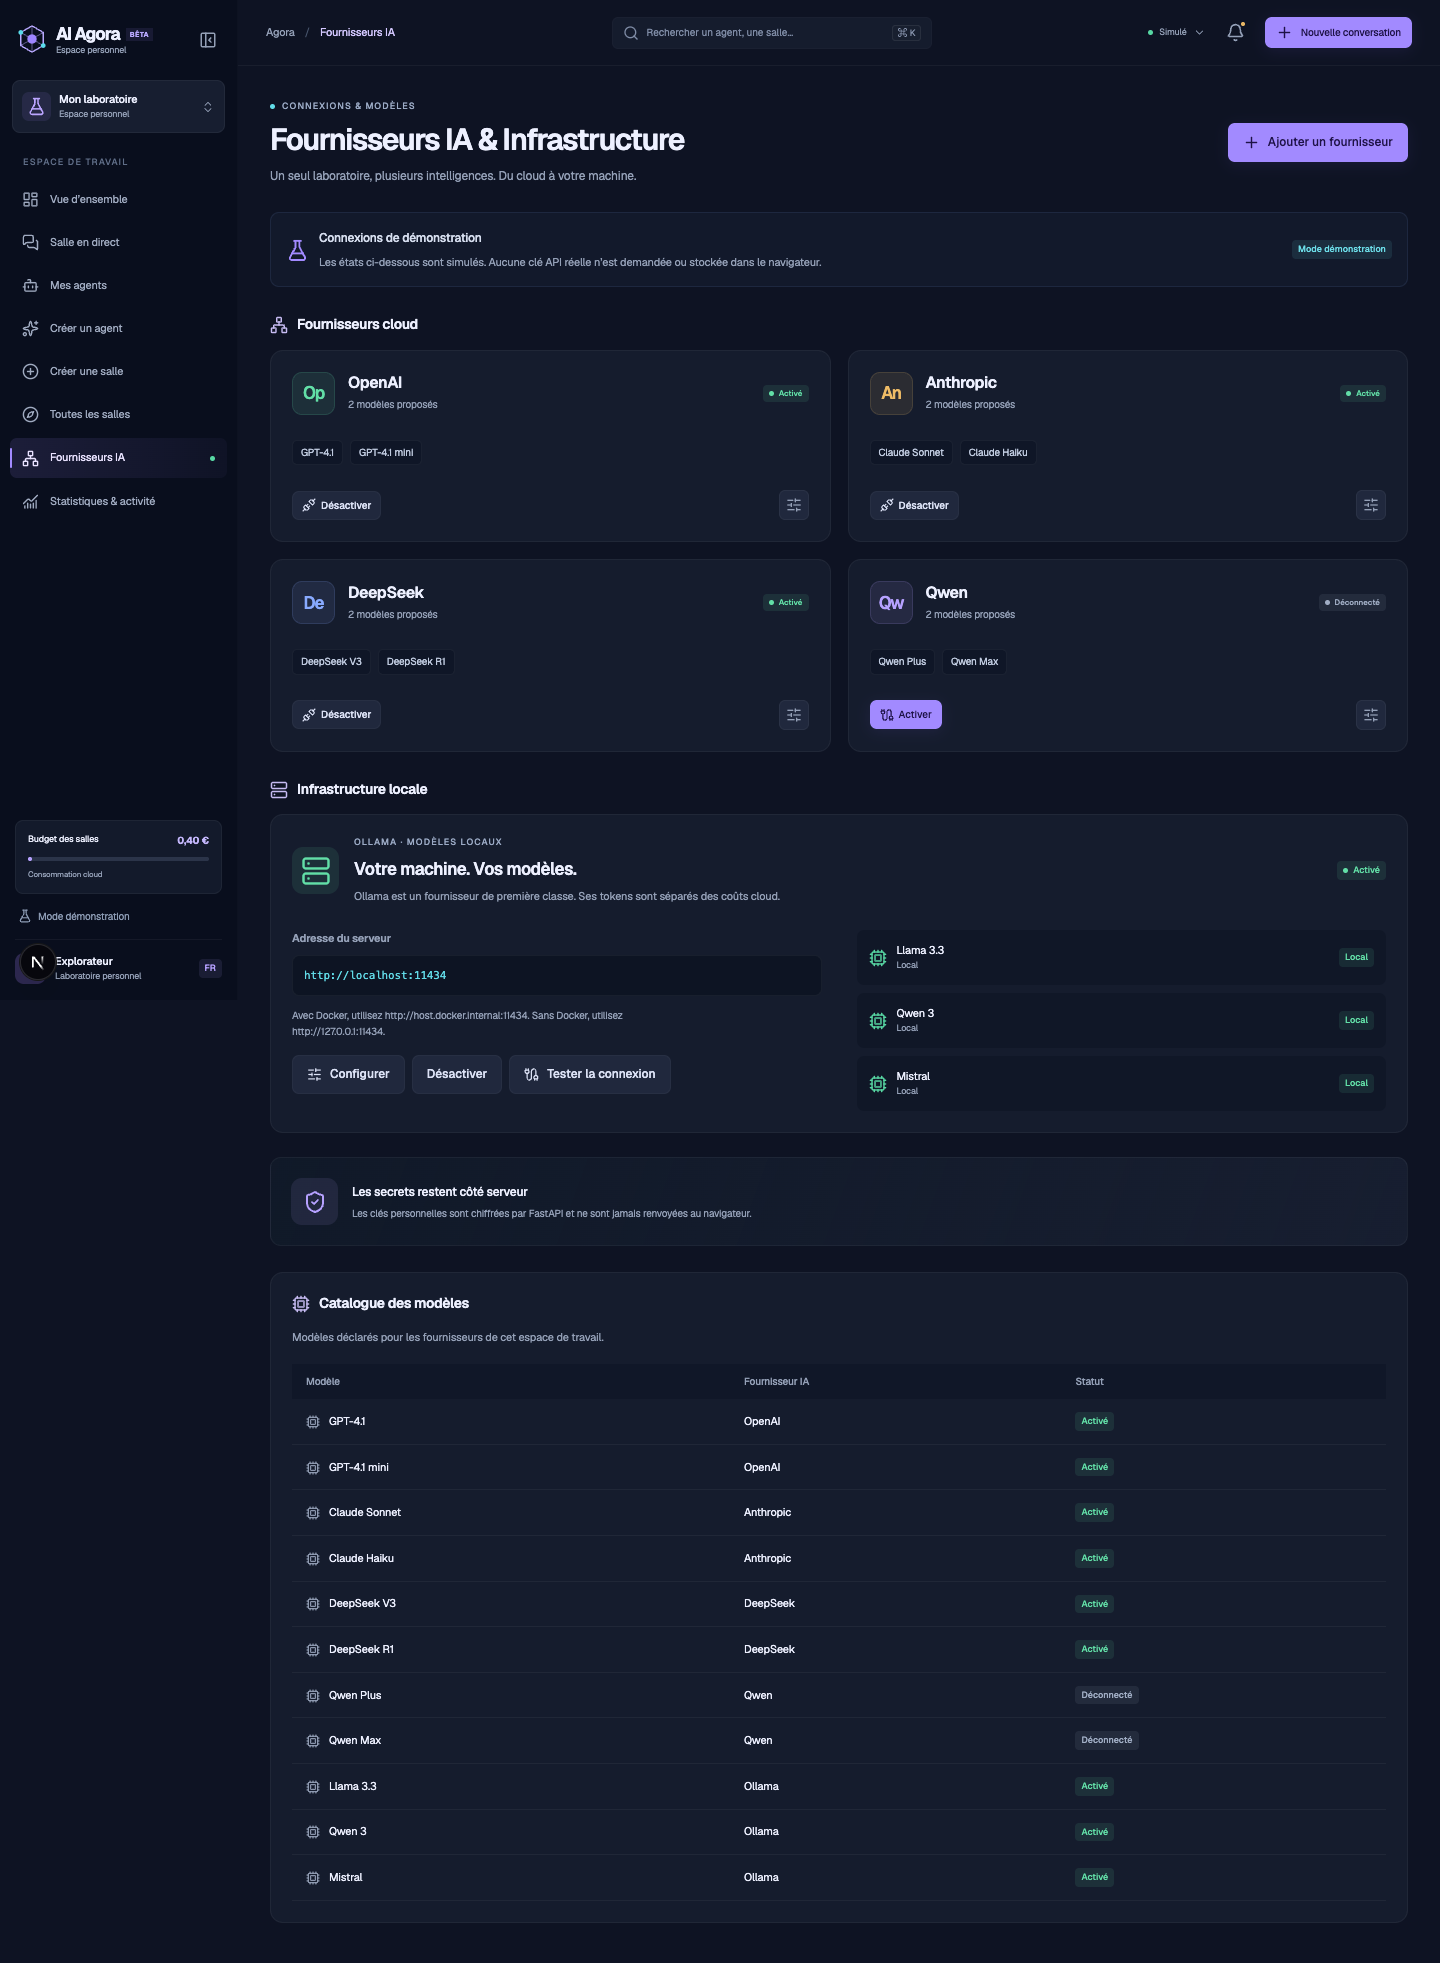 AI Agora BÊTA
Espace personnel
Mon laboratoire
Espace personnel
ESPACE DE TRAVAIL
Vue d'ensemble
Salle en direct
Mes agents
Créer un agent
Créer une salle
Toutes les salles
Fournisseurs IA
Statistiques & activité
Budget des salles 0,40 €
Consommation cloud
Mode démonstration
N Explorateur
Laboratoire personnel
FR
Agora / Fournisseurs IA
Rechercher un agent, une salle... ⌘ K
Simulé
Nouvelle conversation
CONNEXIONS & MODÈLES
Fournisseurs IA & Infrastructure
Un seul laboratoire, plusieurs intelligences. Du cloud à votre machine.
Ajouter un fournisseur
Connexions de démonstration
Les états ci-dessous sont simulés. Aucune clé API réelle n'est demandée ou stockée dans le navigateur.
Mode démonstration
Fournisseurs cloud
Op OpenAI
2 modèles proposés
Activé
GPT-4.1 GPT-4.1 mini
Désactiver
An Anthropic
2 modèles proposés
Activé
Claude Sonnet Claude Haiku
Désactiver
De DeepSeek
2 modèles proposés
Activé
DeepSeek V3 DeepSeek R1
Désactiver
Qw Qwen
2 modèles proposés
Déconnecté
Qwen Plus Qwen Max
Activer
Infrastructure locale
OLLAMA · MODÈLES LOCAUX
Votre machine. Vos modèles.
Ollama est un fournisseur de première classe. Ses tokens sont séparés des coûts cloud.
Activé
Adresse du serveur
http://localhost:11434
Avec Docker, utilisez http://host.docker.internal:11434. Sans Docker, utilisez
http://127.0.0.1:11434.
Configurer Désactiver Tester la connexion
Llama 3.3
Local
Local
Qwen 3
Local
Local
Mistral
Local
Local
Les secrets restent côté serveur
Les clés personnelles sont chiffrées par FastAPI et ne sont jamais renvoyées au navigateur.
Catalogue des modèles
Modèles déclarés pour les fournisseurs de cet espace de travail.
Modèle Fournisseur IA Statut
GPT-4.1 OpenAI Activé
GPT-4.1 mini OpenAI Activé
Claude Sonnet Anthropic Activé
Claude Haiku Anthropic Activé
DeepSeek V3 DeepSeek Activé
DeepSeek R1 DeepSeek Activé
Qwen Plus Qwen Déconnecté
Qwen Max Qwen Déconnecté
Llama 3.3 Ollama Activé
Qwen 3 Ollama Activé
Mistral Ollama Activé